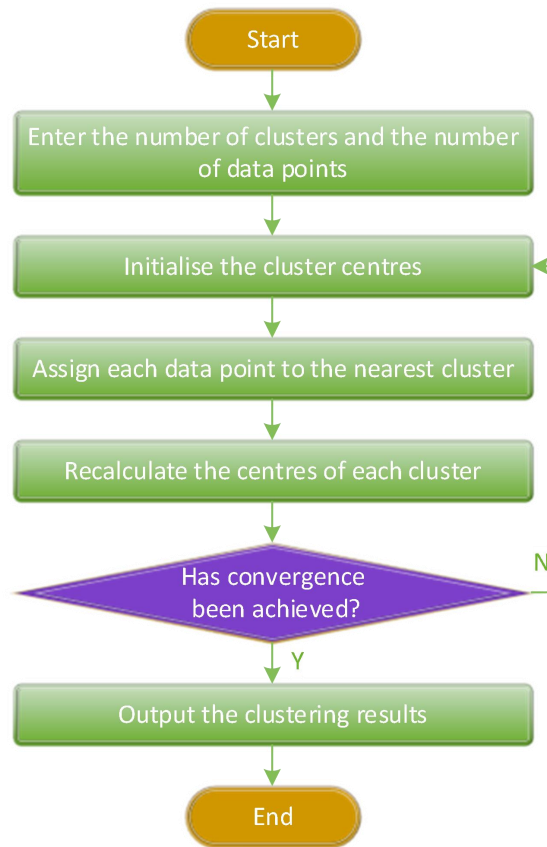 Start
Enter the number of clusters and the number
of data points
Initialise the cluster centres
Assign each data point to the nearest cluster
Recalculate the centres of each cluster
Has convergence
been achieved?
N
Y
Output the clustering results
End